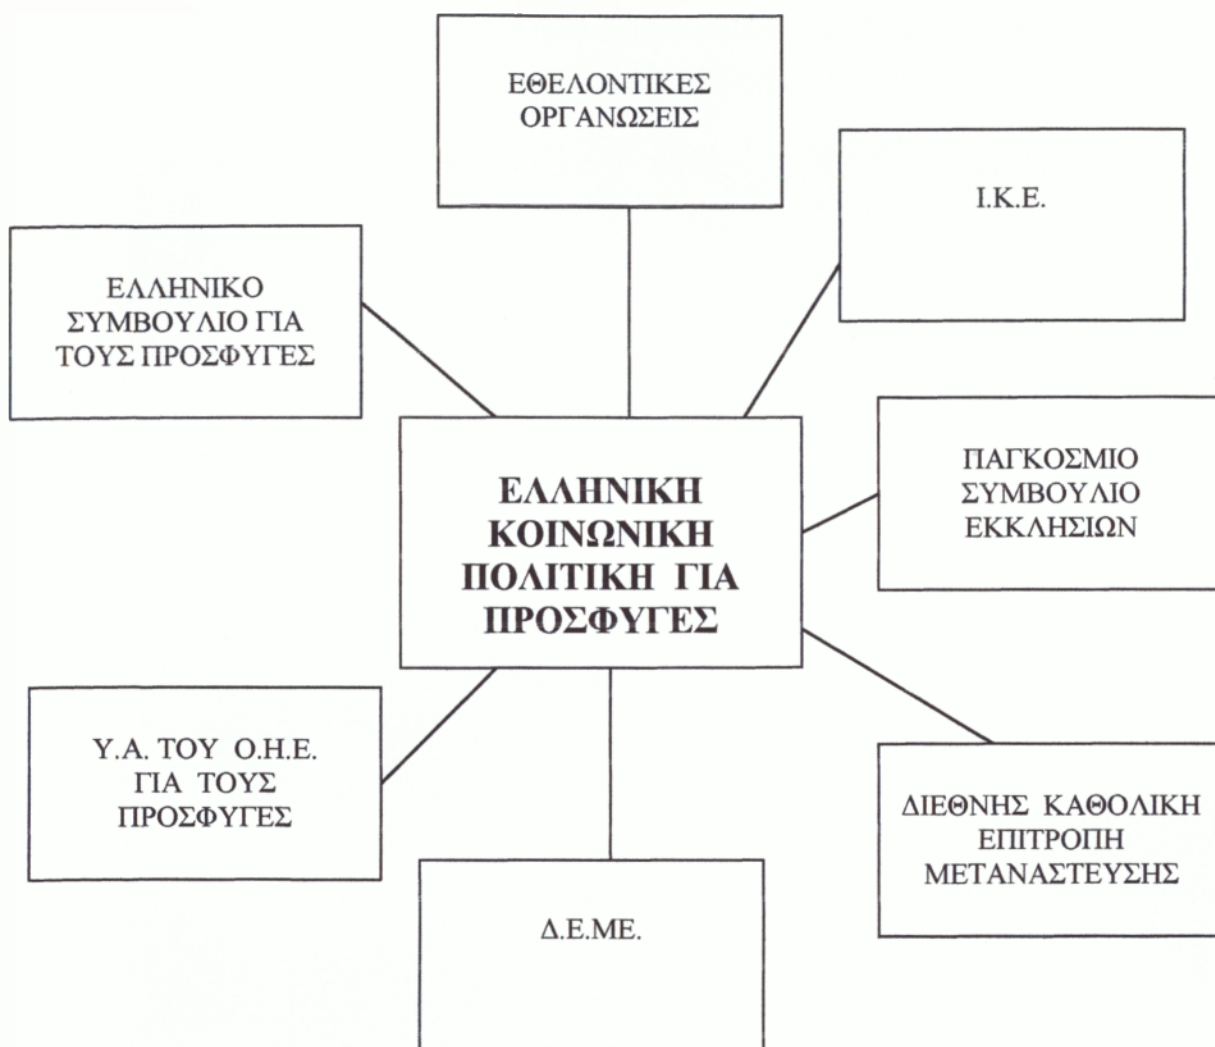 ΕΘΕΛΟΝΤΙΚΕΣ
ΟΡΓΑΝΩΣΕΙΣ
Ι.Κ.Ε.
ΕΛΛΗΝΙΚΟ
ΣΥΜΒΟΥΛΙΟ ΓΙΑ
ΤΟΥΣ ΠΡΟΣΦΥΓΕΣ
ΠΑΓΚΟΣΜΙΟ
ΣΥΜΒΟΥΛΙΟ
ΕΚΚΛΗΣΙΩΝ
ΕΛΛΗΝΙΚΗ
ΚΟΙΝΩΝΙΚΗ
ΠΟΛΙΤΙΚΗ ΓΙΑ
ΠΡΟΣΦΥΓΕΣ
Υ.Α. ΤΟΥ Ο.Η.Ε.
ΓΙΑ ΤΟΥΣ
ΠΡΟΣΦΥΓΕΣ
ΔΙΕΘΝΗΣ ΚΑΘΟΛΙΚΗ
ΕΠΙΤΡΟΠΗ
ΜΕΤΑΝΑΣΤΕΥΣΗΣ
Δ.Ε.ΜΕ.